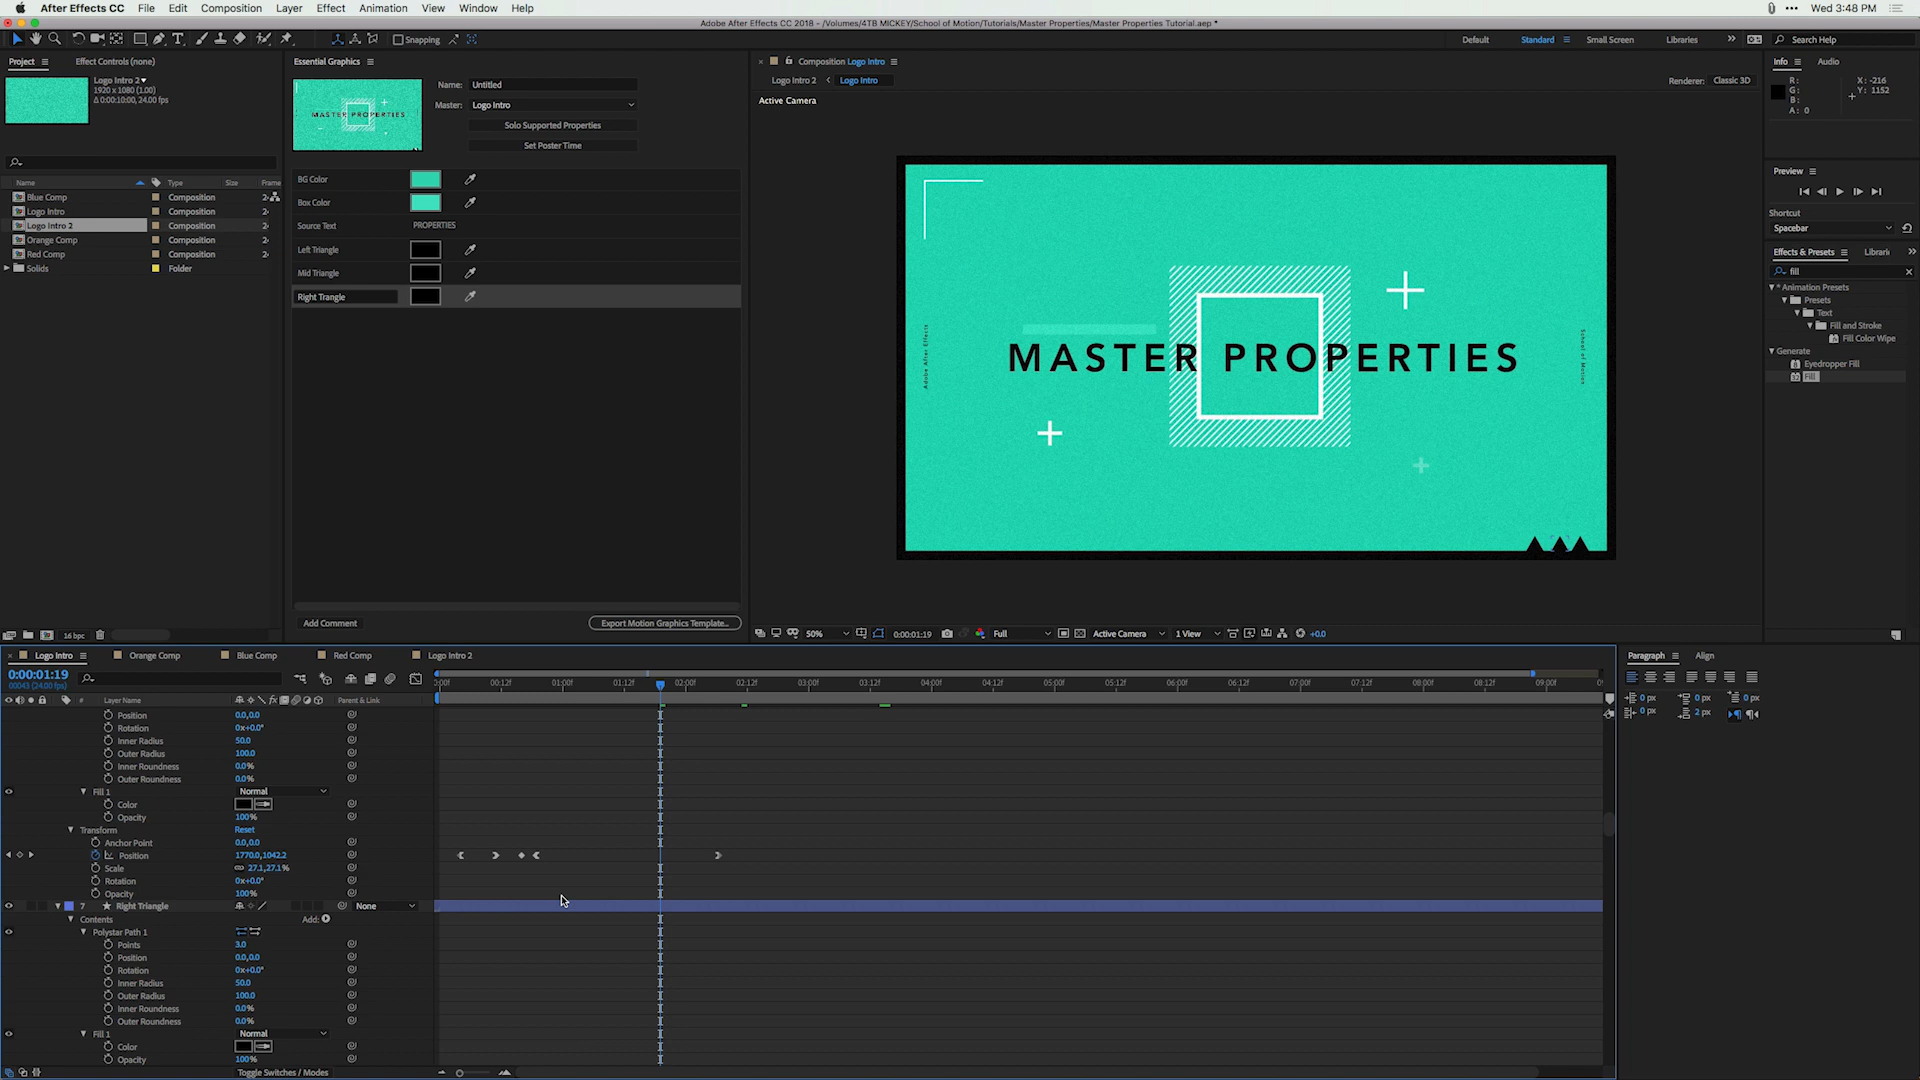 After Effects CC File Edit Composition Layer Effect Animation View Window Help
Wed 3:48 PM
Adobe After Effects CC 2018 - /Volumes/4TB MICKEY/School of Motion/Tutorials/Master Properties/Master Properties Tutorial.aep *
Snapping
Default Standard Small Screen Libraries Search Help
Project Effect Controls (none)
Logo Intro 2
1920 x 1080 (1.00)
Δ 0:00:10:00, 24.00 fps
Name Type Size Frame
Blue Comp Composition 2
Logo Intro Composition 2
Logo Intro 2 Composition 2
Orange Comp Composition 2
Red Comp Composition 2
Solids Folder
16 bpc
Essential Graphics
Name: Untitled
Master: Logo Intro
Solo Supported Properties
Set Poster Time
MASTER PROPERTIES
BG Color
Box Color
Source Text PROPERTIES
Left Triangle
Mid Triangle
Right Trangle
Add Comment
Export Motion Graphics Template...
Composition Logo Intro
Logo Intro 2 Logo Intro
Renderer: Classic 3D
Active Camera
Adobe After Effects
MASTER PROPERTIES
School of Motion
50% 0:00:01:19 Full Active Camera 1 View +0.0
Info Audio
R: X: -216
G: Y: 1152
B:
A: 0
Preview
Shortcut
Spacebar
Effects & Presets Librari
fill
* Animation Presets
Presets
Text
Fill and Stroke
Fill Color Wipe
Generate
Eyedropper Fill
Fill
Logo Intro Orange Comp Blue Comp Red Comp Logo Intro 2
0:00:01:19
00043 (24.00 fps)
:00f 00:12f 01:00f 01:12f 02:00f 02:12f 03:00f 03:12f 04:00f 04:12f 05:00f 05:12f 06:00f 06:12f 07:00f 07:12f 08:00f 08:12f 09:00f
# Layer Name Parent & Link
Position 0.0,0.0
Rotation 0x+0.0°
Inner Radius 50.0
Outer Radius 100.0
Inner Roundness 0.0%
Outer Roundness 0.0%
Fill 1 Normal
Color
Opacity 100%
Transform Reset
Anchor Point 0.0,0.0
Position 1770.0,1042.2
Scale 27.1,27.1%
Rotation 0x+0.0°
Opacity 100%
7 Right Triangle None
Contents Add:
Polystar Path 1
Points 3.0
Position 0.0,0.0
Rotation 0x+0.0°
Inner Radius 50.0
Outer Radius 100.0
Inner Roundness 0.0%
Outer Roundness 0.0%
Fill 1 Normal
Color
Opacity 100%
Toggle Switches / Modes
Paragraph Align
0 px 0 px 0 px
0 px 2 px